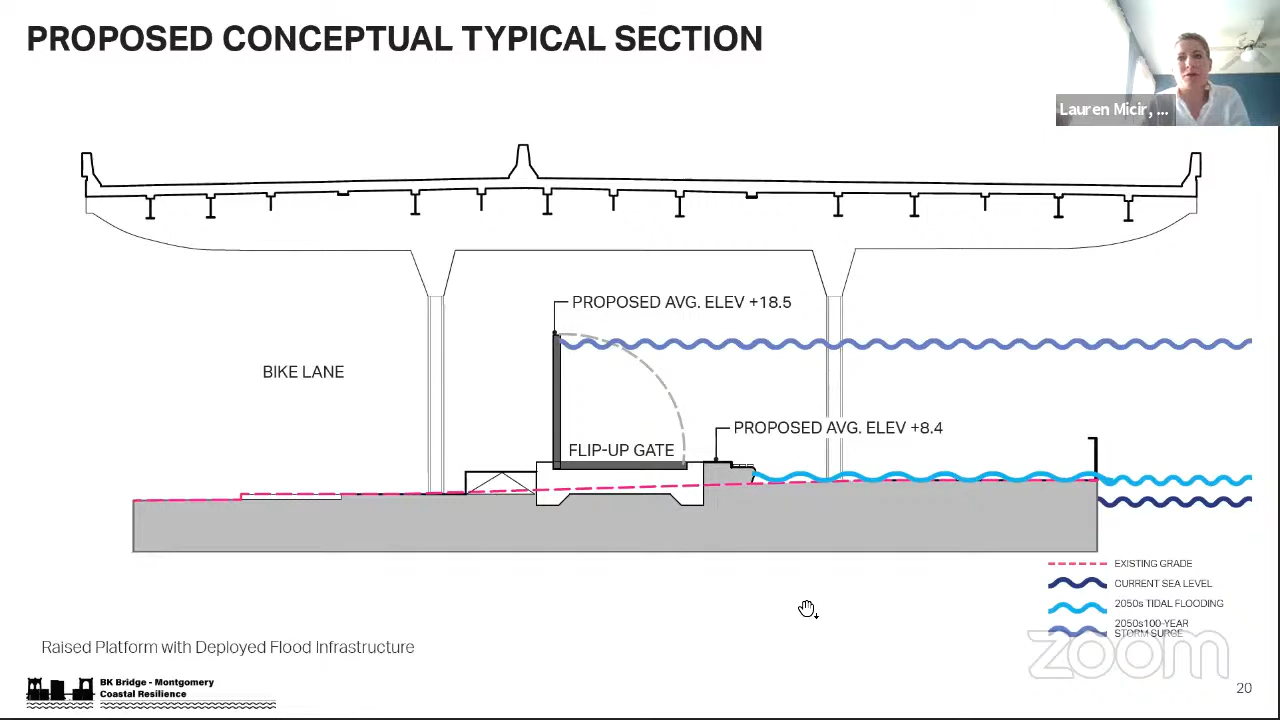 PROPOSED CONCEPTUAL TYPICAL SECTION
Lauren Micir, ...
PROPOSED AVG. ELEV +18.5
BIKE LANE
PROPOSED AVG. ELEV +8.4
FLIP-UP GATE
EXISTING GRADE
CURRENT SEA LEVEL
2050s TIDAL FLOODING
2050s100-YEAR
STORM SURGE
Raised Platform with Deployed Flood Infrastructure
zoom
BK Bridge - Montgomery
Coastal Resilience
20